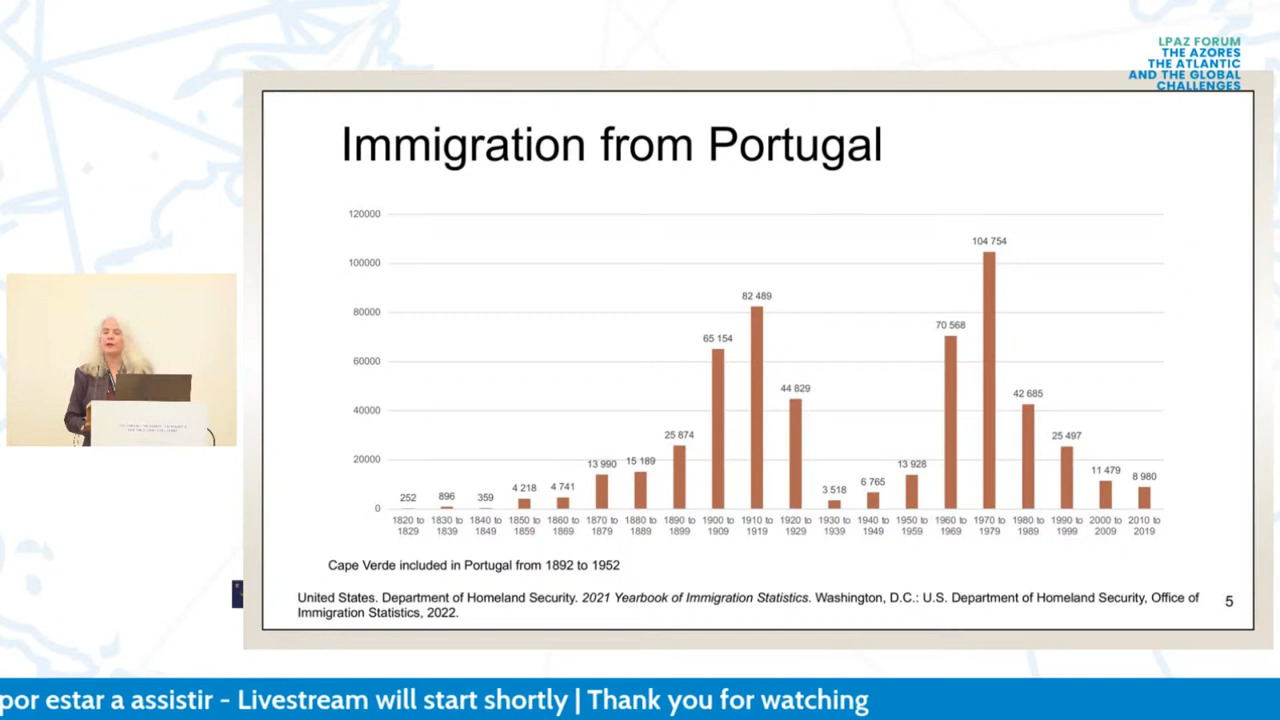 LPAZ FORUM
THE AZORES
THE ATLANTIC
AND THE GLOBAL
CHALLENGES
Immigration from Portugal
120000
100000
80000
60000
40000
20000
0
252
896
359
4 218
4 741
13 990
15 189
25 874
65 154
82 489
44 829
3 518
6 765
13 928
70 568
104 754
42 685
25 497
11 479
8 980
1820 to 1829
1830 to 1839
1840 to 1849
1850 to 1859
1860 to 1869
1870 to 1879
1880 to 1889
1890 to 1899
1900 to 1909
1910 to 1919
1920 to 1929
1930 to 1939
1940 to 1949
1950 to 1959
1960 to 1969
1970 to 1979
1980 to 1989
1990 to 1999
2000 to 2009
2010 to 2019
Cape Verde included in Portugal from 1892 to 1952
United States. Department of Homeland Security. 2021 Yearbook of Immigration Statistics. Washington, D.C.: U.S. Department of Homeland Security, Office of
Immigration Statistics, 2022.
5
por estar a assistir - Livestream will start shortly | Thank you for watching